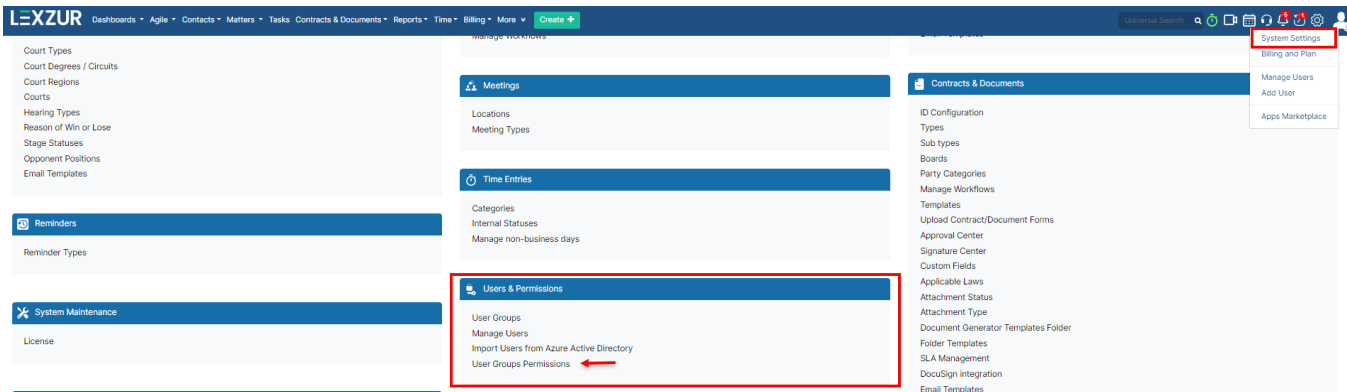 LEXZUR Dashboards Agile Contacts Matters Tasks Contracts & Documents Reports Time Billing More Create + Universal Search
System Settings
Billing and Plan
Manage Users
Add User
Apps Marketplace
Court Types
Court Degrees / Circuits
Court Regions
Courts
Hearing Types
Reason of Win or Lose
Stage Statuses
Opponent Positions
Email Templates
Reminders
Reminder Types
System Maintenance
License
Manage Workflows
Meetings
Locations
Meeting Types
Time Entries
Categories
Internal Statuses
Manage non-business days
Users & Permissions
User Groups
Manage Users
Import Users from Azure Active Directory
User Groups Permissions
Email Templates
Contracts & Documents
ID Configuration
Types
Sub types
Boards
Party Categories
Manage Workflows
Templates
Upload Contract/Document Forms
Approval Center
Signature Center
Custom Fields
Applicable Laws
Attachment Status
Attachment Type
Document Generator Templates Folder
Folder Templates
SLA Management
DocuSign integration
Email Templates